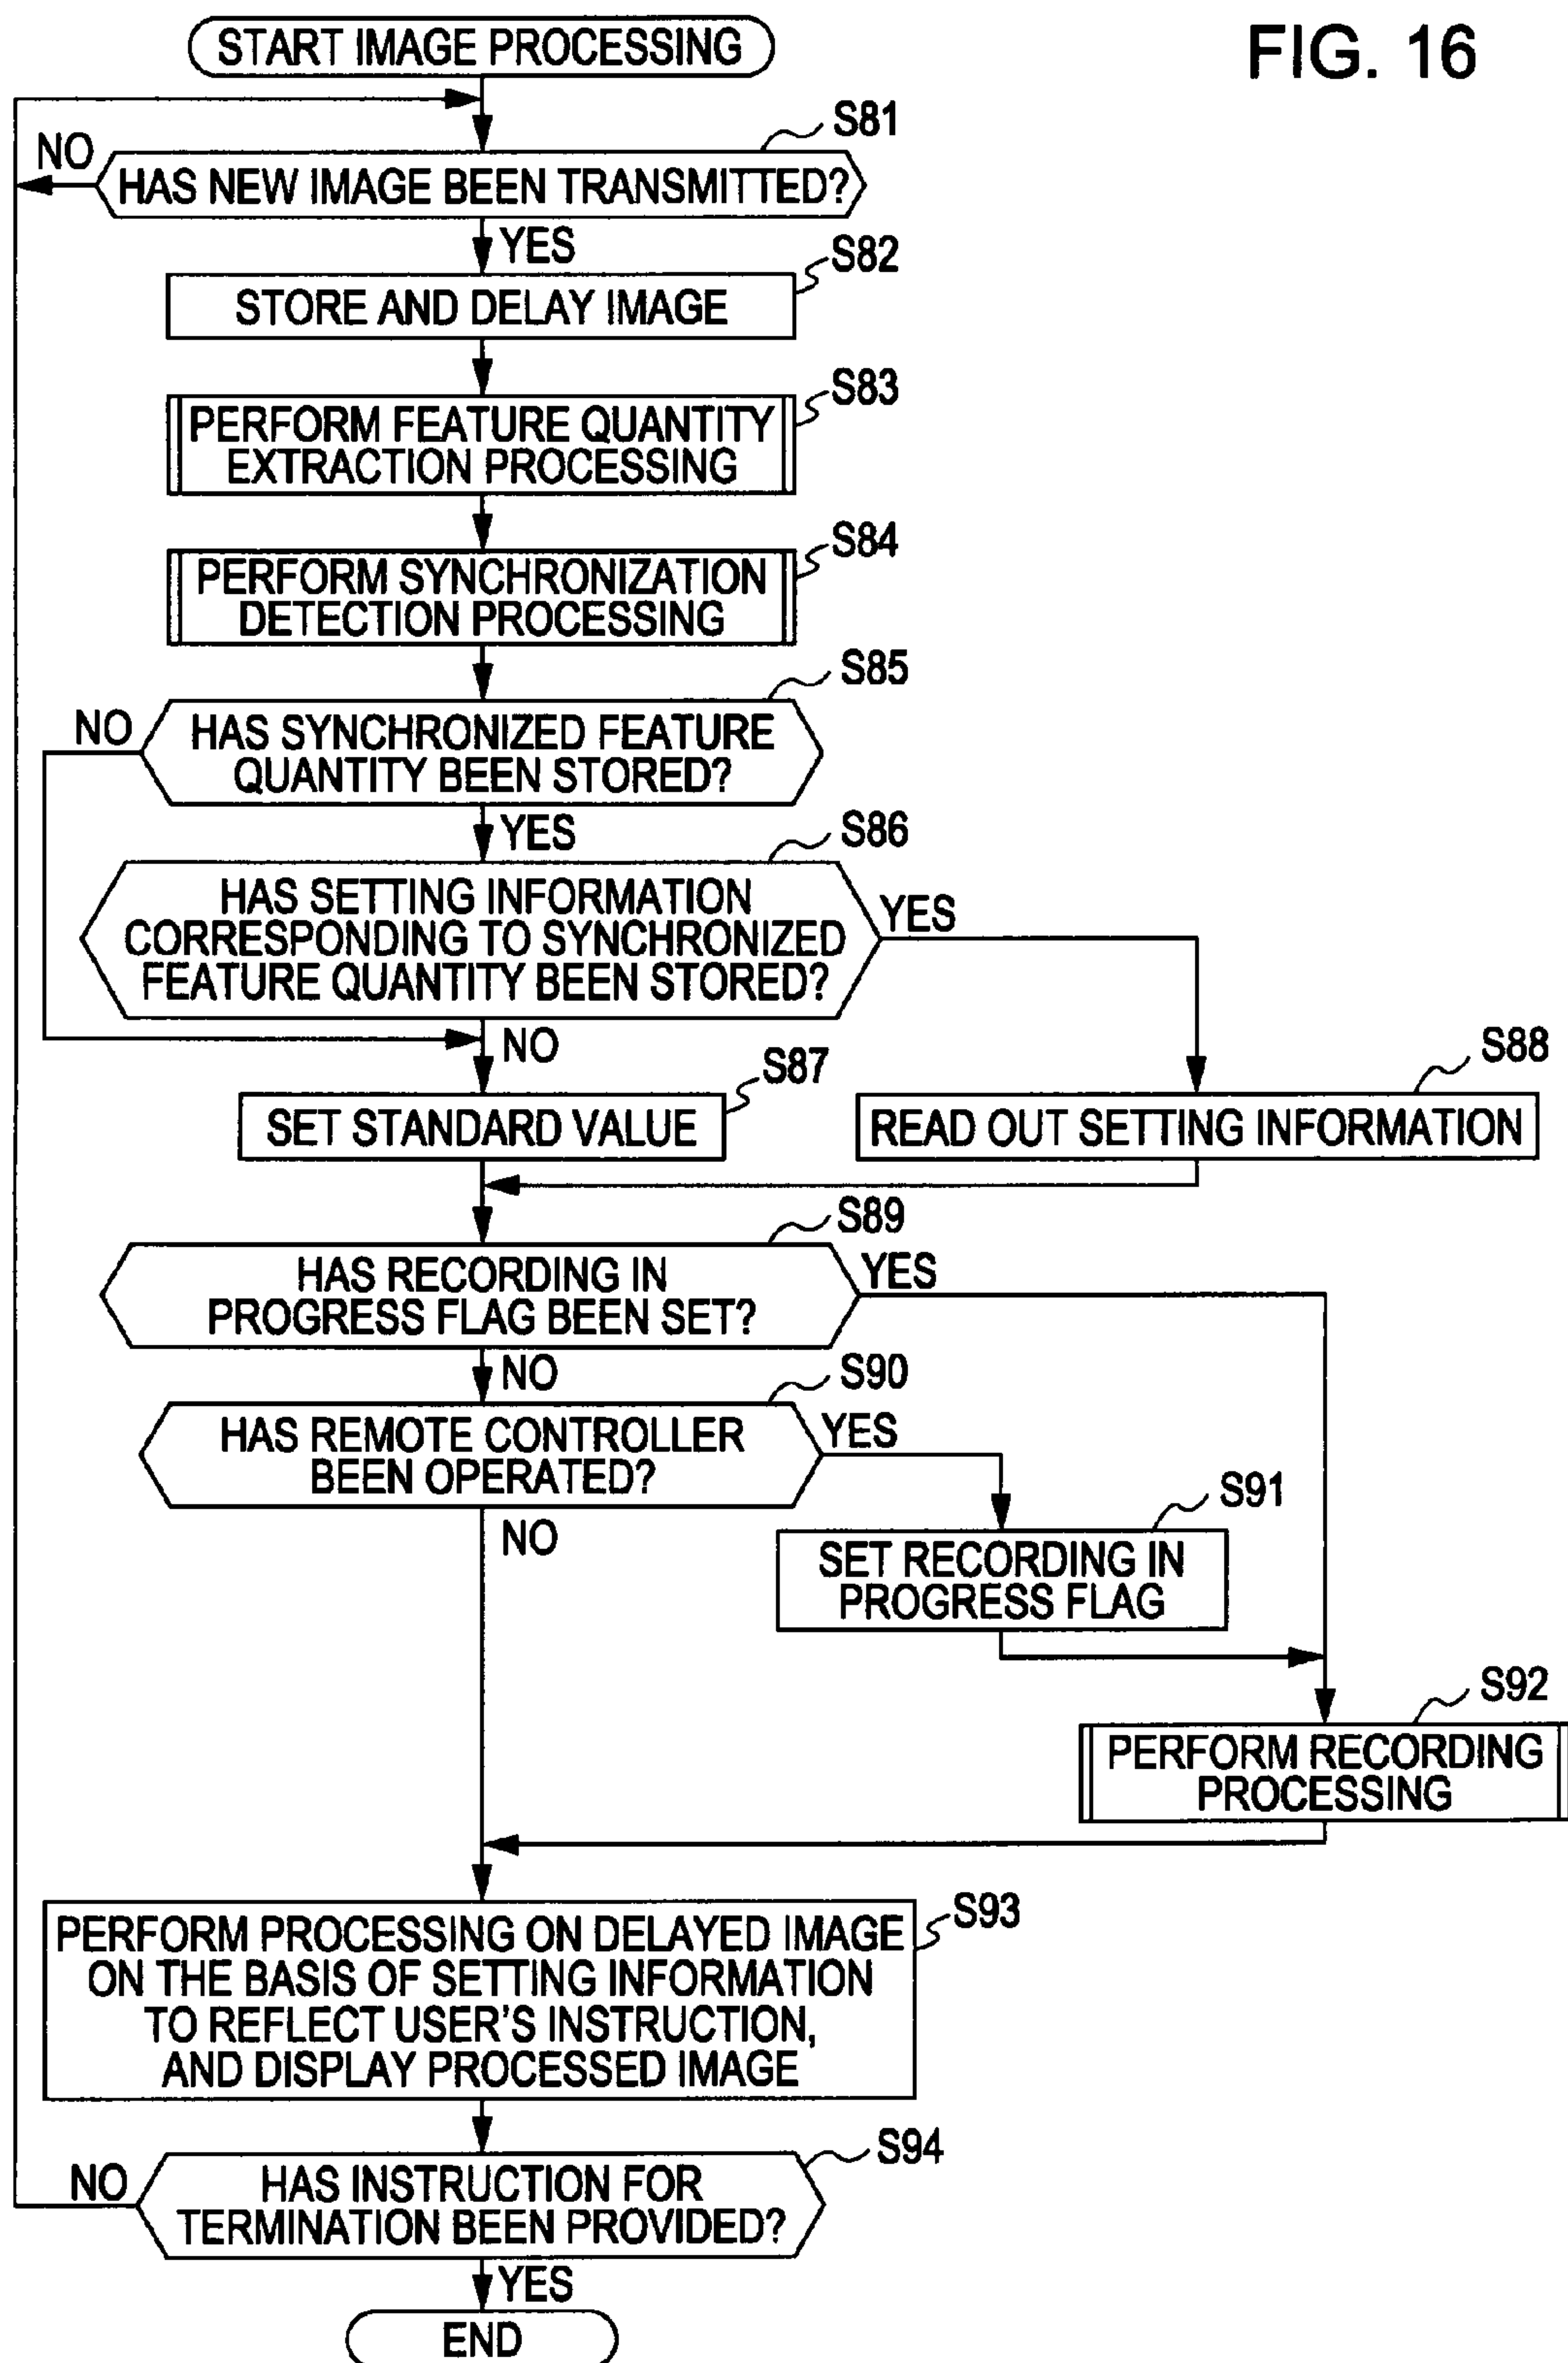 FIG. 16
START IMAGE PROCESSING
S81
NO
HAS NEW IMAGE BEEN TRANSMITTED?
YES
S82
STORE AND DELAY IMAGE
S83
PERFORM FEATURE QUANTITY
EXTRACTION PROCESSING
S84
PERFORM SYNCHRONIZATION
DETECTION PROCESSING
S85
NO
HAS SYNCHRONIZED FEATURE
QUANTITY BEEN STORED?
YES
S86
HAS SETTING INFORMATION
CORRESPONDING TO SYNCHRONIZED
FEATURE QUANTITY BEEN STORED?
YES
NO
S87
SET STANDARD VALUE
S88
READ OUT SETTING INFORMATION
S89
HAS RECORDING IN
PROGRESS FLAG BEEN SET?
YES
NO
S90
HAS REMOTE CONTROLLER
BEEN OPERATED?
YES
NO
S91
SET RECORDING IN
PROGRESS FLAG
S92
PERFORM RECORDING
PROCESSING
S93
PERFORM PROCESSING ON DELAYED IMAGE
ON THE BASIS OF SETTING INFORMATION
TO REFLECT USER'S INSTRUCTION,
AND DISPLAY PROCESSED IMAGE
S94
NO
HAS INSTRUCTION FOR
TERMINATION BEEN PROVIDED?
YES
END